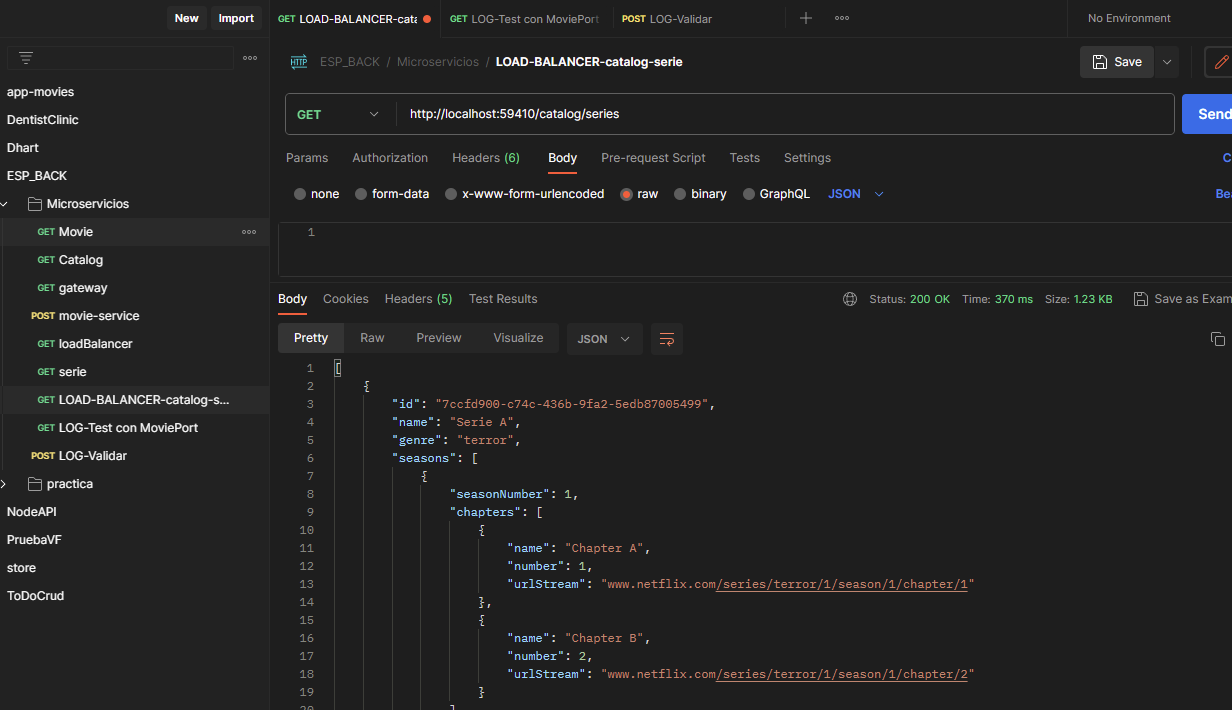 New Import
GET LOAD-BALANCER-cata GET LOG-Test con MoviePort POST LOG-Validar No Environment
ESP_BACK / Microservicios / LOAD-BALANCER-catalog-serie Save
app-movies
DentistClinic
Dhart
ESP_BACK
Microservicios
GET Movie
GET Catalog
GET gateway
POST movie-service
GET loadBalancer
GET serie
GET LOAD-BALANCER-catalog-s...
GET LOG-Test con MoviePort
POST LOG-Validar
practica
NodeAPI
PruebaVF
store
ToDoCrud
GET http://localhost:59410/catalog/series Send
Params Authorization Headers (6) Body Pre-request Script Tests Settings C
none form-data x-www-form-urlencoded raw binary GraphQL JSON Bea
1
Body Cookies Headers (5) Test Results Status: 200 OK Time: 370 ms Size: 1.23 KB Save as Exam
Pretty Raw Preview Visualize JSON
1 [
2 {
3 "id": "7ccfd900-c74c-436b-9fa2-5edb87005499",
4 "name": "Serie A",
5 "genre": "terror",
6 "seasons": [
7 {
8 "seasonNumber": 1,
9 "chapters": [
10 {
11 "name": "Chapter A",
12 "number": 1,
13 "urlStream": "www.netflix.com/series/terror/1/season/1/chapter/1"
14 },
15 {
16 "name": "Chapter B",
17 "number": 2,
18 "urlStream": "www.netflix.com/series/terror/1/season/1/chapter/2"
19 }
20 ]